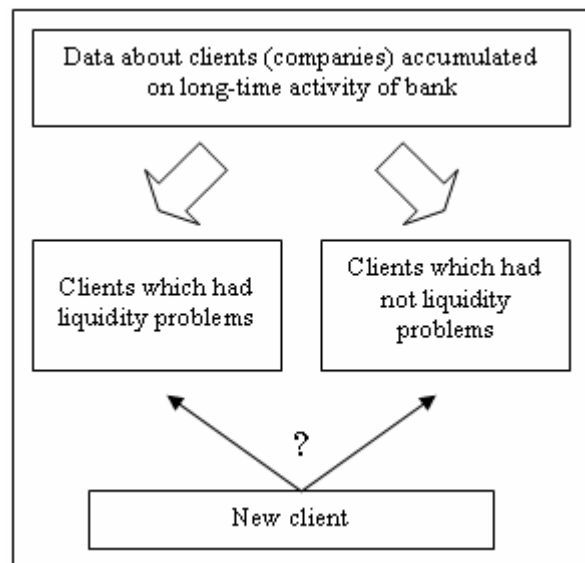 Data about clients (companies) accumulated
on long-time activity of bank
Clients which had
liquidity problems
Clients which had
not liquidity
problems
?
New client